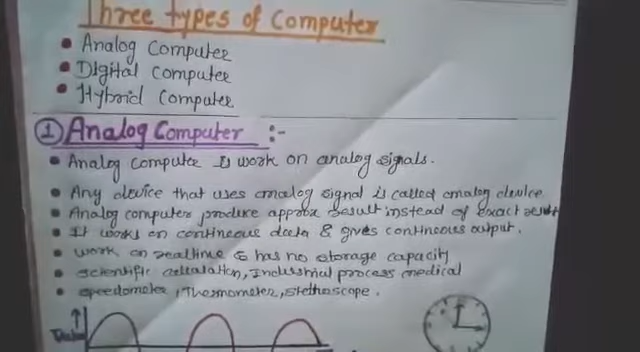 Three types of Computer
• Analog Computer
• Digital Computer
• Hybrid Computer
① Analog Computer :-
• Analog computer is work on analog signals.
• Any device that uses analog signal is called analog device
• Analog computer produce approx result instead of exact result
• It works on contineous data & gives contineous output.
• work on realtime & has no storage capacity
• scientific calculation, Industrial process medical
• speedometer, Thermometer, stethoscope.